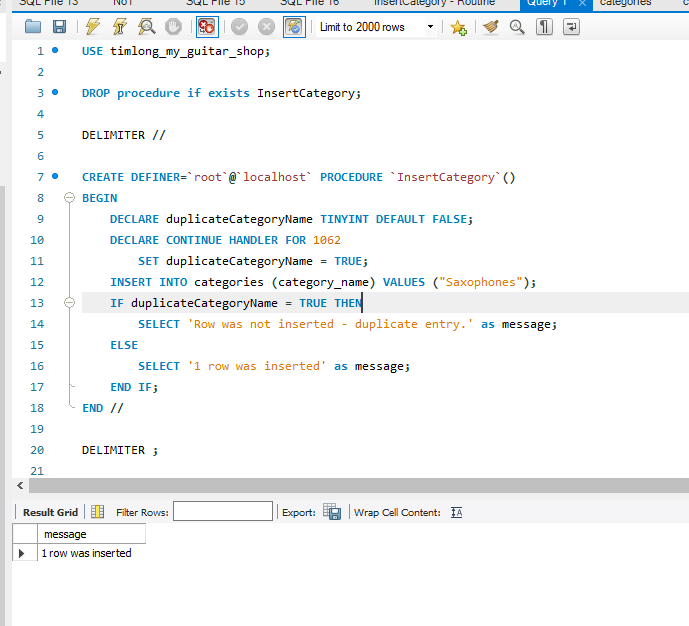 SQL File 13 No1 SQL File 15 SQL File 16 InsertCategory - Routine Query 1 categories
Limit to 2000 rows
1 USE timlong_my_guitar_shop;
2
3 DROP procedure if exists InsertCategory;
4
5 DELIMITER //
6
7 CREATE DEFINER=`root`@`localhost` PROCEDURE `InsertCategory`()
8 BEGIN
9 DECLARE duplicateCategoryName TINYINT DEFAULT FALSE;
10 DECLARE CONTINUE HANDLER FOR 1062
11 SET duplicateCategoryName = TRUE;
12 INSERT INTO categories (category_name) VALUES ("Saxophones");
13 IF duplicateCategoryName = TRUE THEN
14 SELECT 'Row was not inserted - duplicate entry.' as message;
15 ELSE
16 SELECT '1 row was inserted' as message;
17 END IF;
18 END //
19
20 DELIMITER ;
21
Result Grid Filter Rows: Export: Wrap Cell Content: IA
message
1 row was inserted